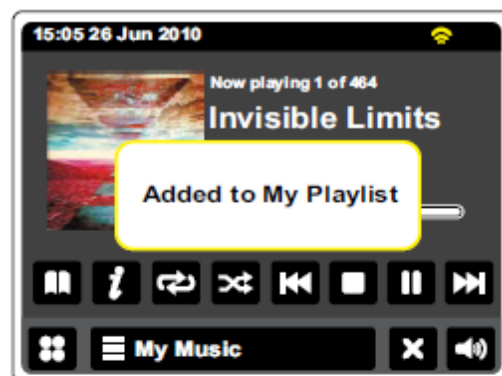 15:05 26 Jun 2010
Now playing 1 of 464
Invisible Limits
Added to My Playlist
My Music